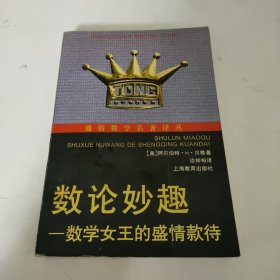 TONG
通俗数学名著译丛
SHULUN MIAOQU
SHUXUE NUWANG DE SHENGQING KUANDAI
[美]阿尔伯特·H·贝勒著
谈祥柏译
上海教育出版社
数论妙趣
—数学女王的盛情款待